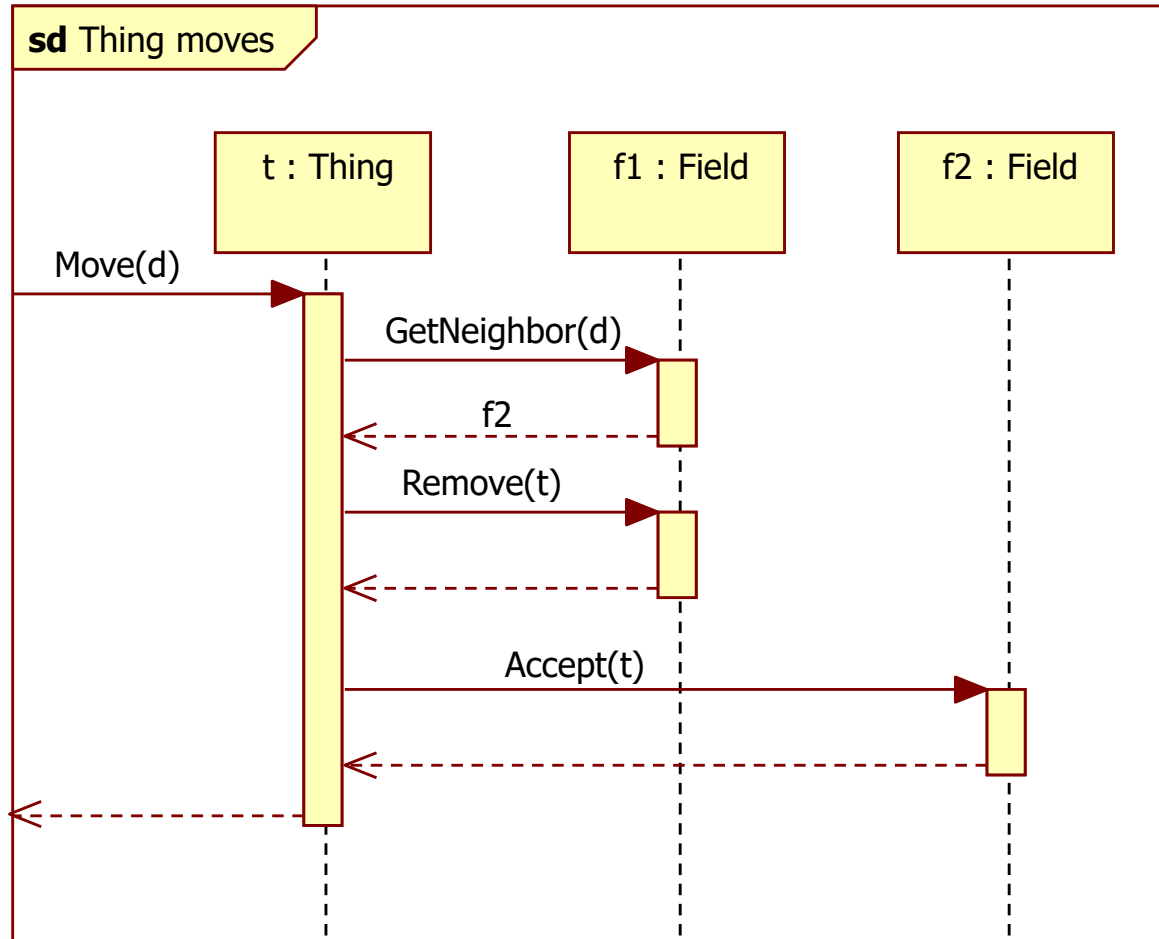 sd Thing moves
t : Thing
f1 : Field
f2 : Field
Move(d)
GetNeighbor(d)
f2
Remove(t)
Accept(t)